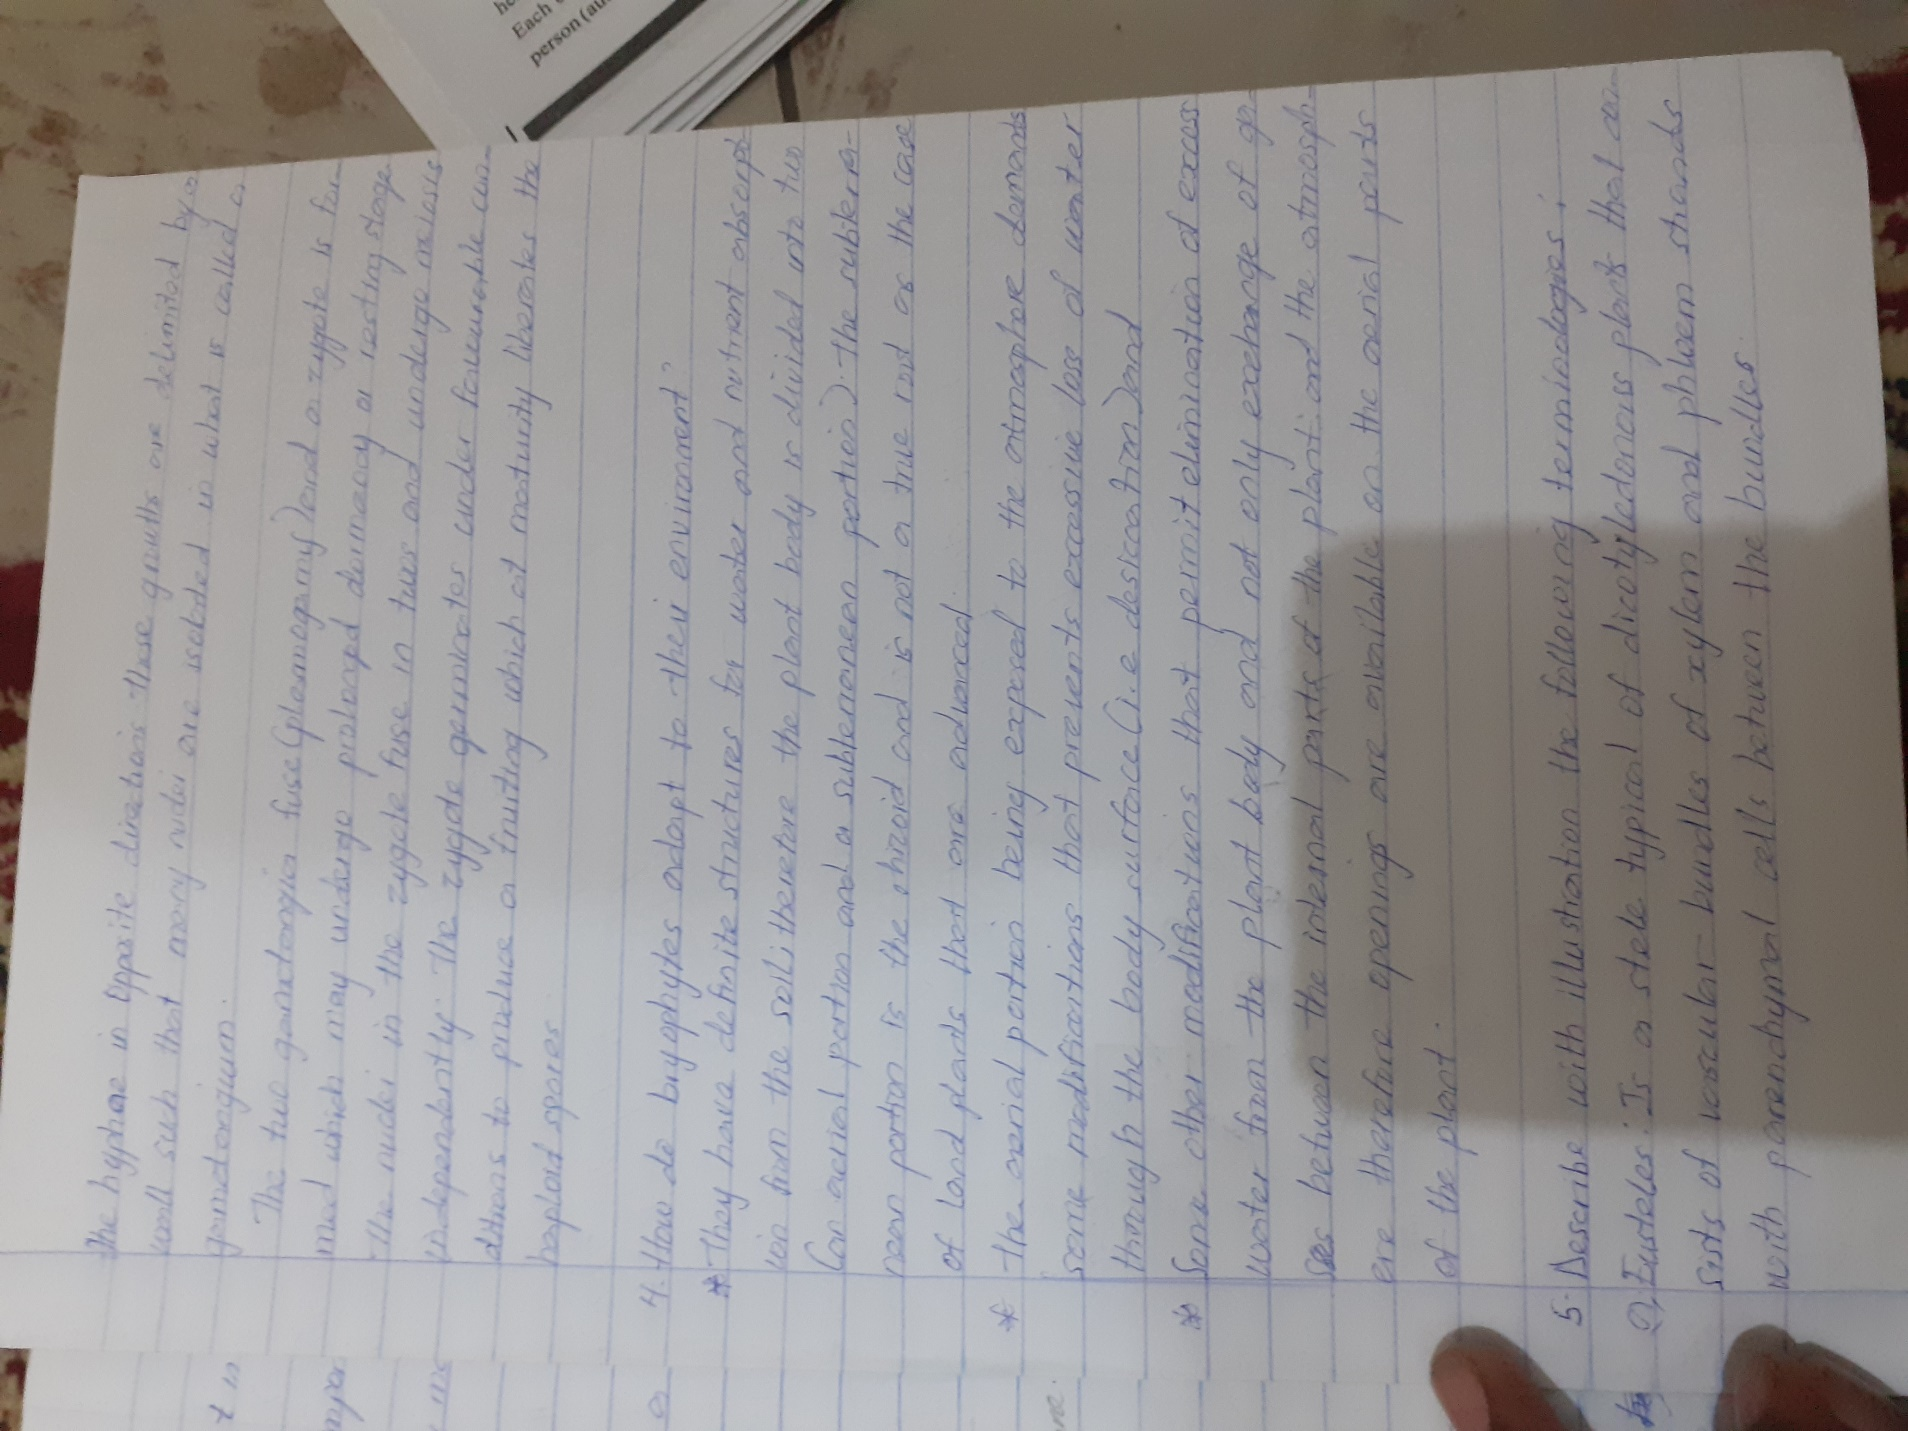 the hyphae in opposite directions these growths are delimited by a
wall such that many nuclei are isolated in what is called a
gametangium.
The two gametangia fuse (plasmogamy) and a zygote is for-
med which may undergo prolonged dormancy a resting stage
the nuclei in the zygote fuse in twos and undergo meiosis
independently. The zygote germinates under favourable con-
ditions to produce a fruiting which at maturity liberates the
haploid spores.
4. How do bryophytes adapt to their environment?
* They have definite structures for water and nutrient absorpt-
ion from the soil: therefore the plant body is divided into two
(an aerial portion and a subterranean portion). The subterra-
nean portion is the rhizoid and is not a true root as the case
of land plants that are advanced.
* The aerial portion being exposed to the atmosphere demands
some modifications that prevents excessive loss of water
through the body surface (i.e desiccation) and
* Some other modifications that permit elimination of excess
water from the plant body and not only exchange of ga-
ses between the internal parts of the plant and the atmosph-
ere therefore openings are available on the aerial parts
of the plant.
5. Describe with illustration the following terminologies;
a) Eusteles: Is a stele typical of dicotyledonous plants that con-
sists of vascular bundles of xylem and phloem strands
with parenchymal cells between the bundles.
he
Each
person (au